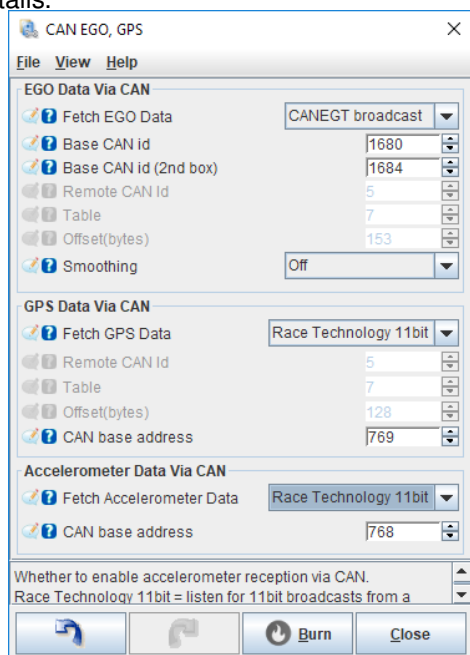 tails.
CAN EGO, GPS
File View Help
EGO Data Via CAN
Fetch EGO Data CANEGT broadcast
Base CAN id 1680
Base CAN id (2nd box) 1684
Remote CAN Id 5
Table 7
Offset(bytes) 153
Smoothing Off
GPS Data Via CAN
Fetch GPS Data Race Technology 11bit
Remote CAN Id 5
Table 7
Offset(bytes) 128
CAN base address 769
Accelerometer Data Via CAN
Fetch Accelerometer Data Race Technology 11bit
CAN base address 768
Whether to enable accelerometer reception via CAN.
Race Technology 11bit = listen for 11bit broadcasts from a
Burn Close